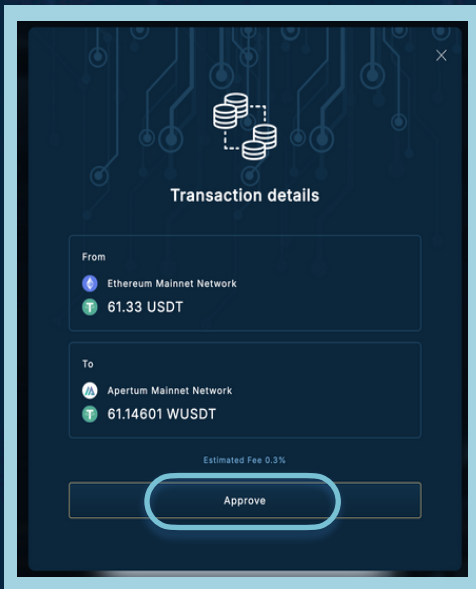 Transaction details
From
Ethereum Mainnet Network
61.33 USDT
To
Apertum Mainnet Network
61.14601 WUSDT
Estimated Fee 0.3%
Approve